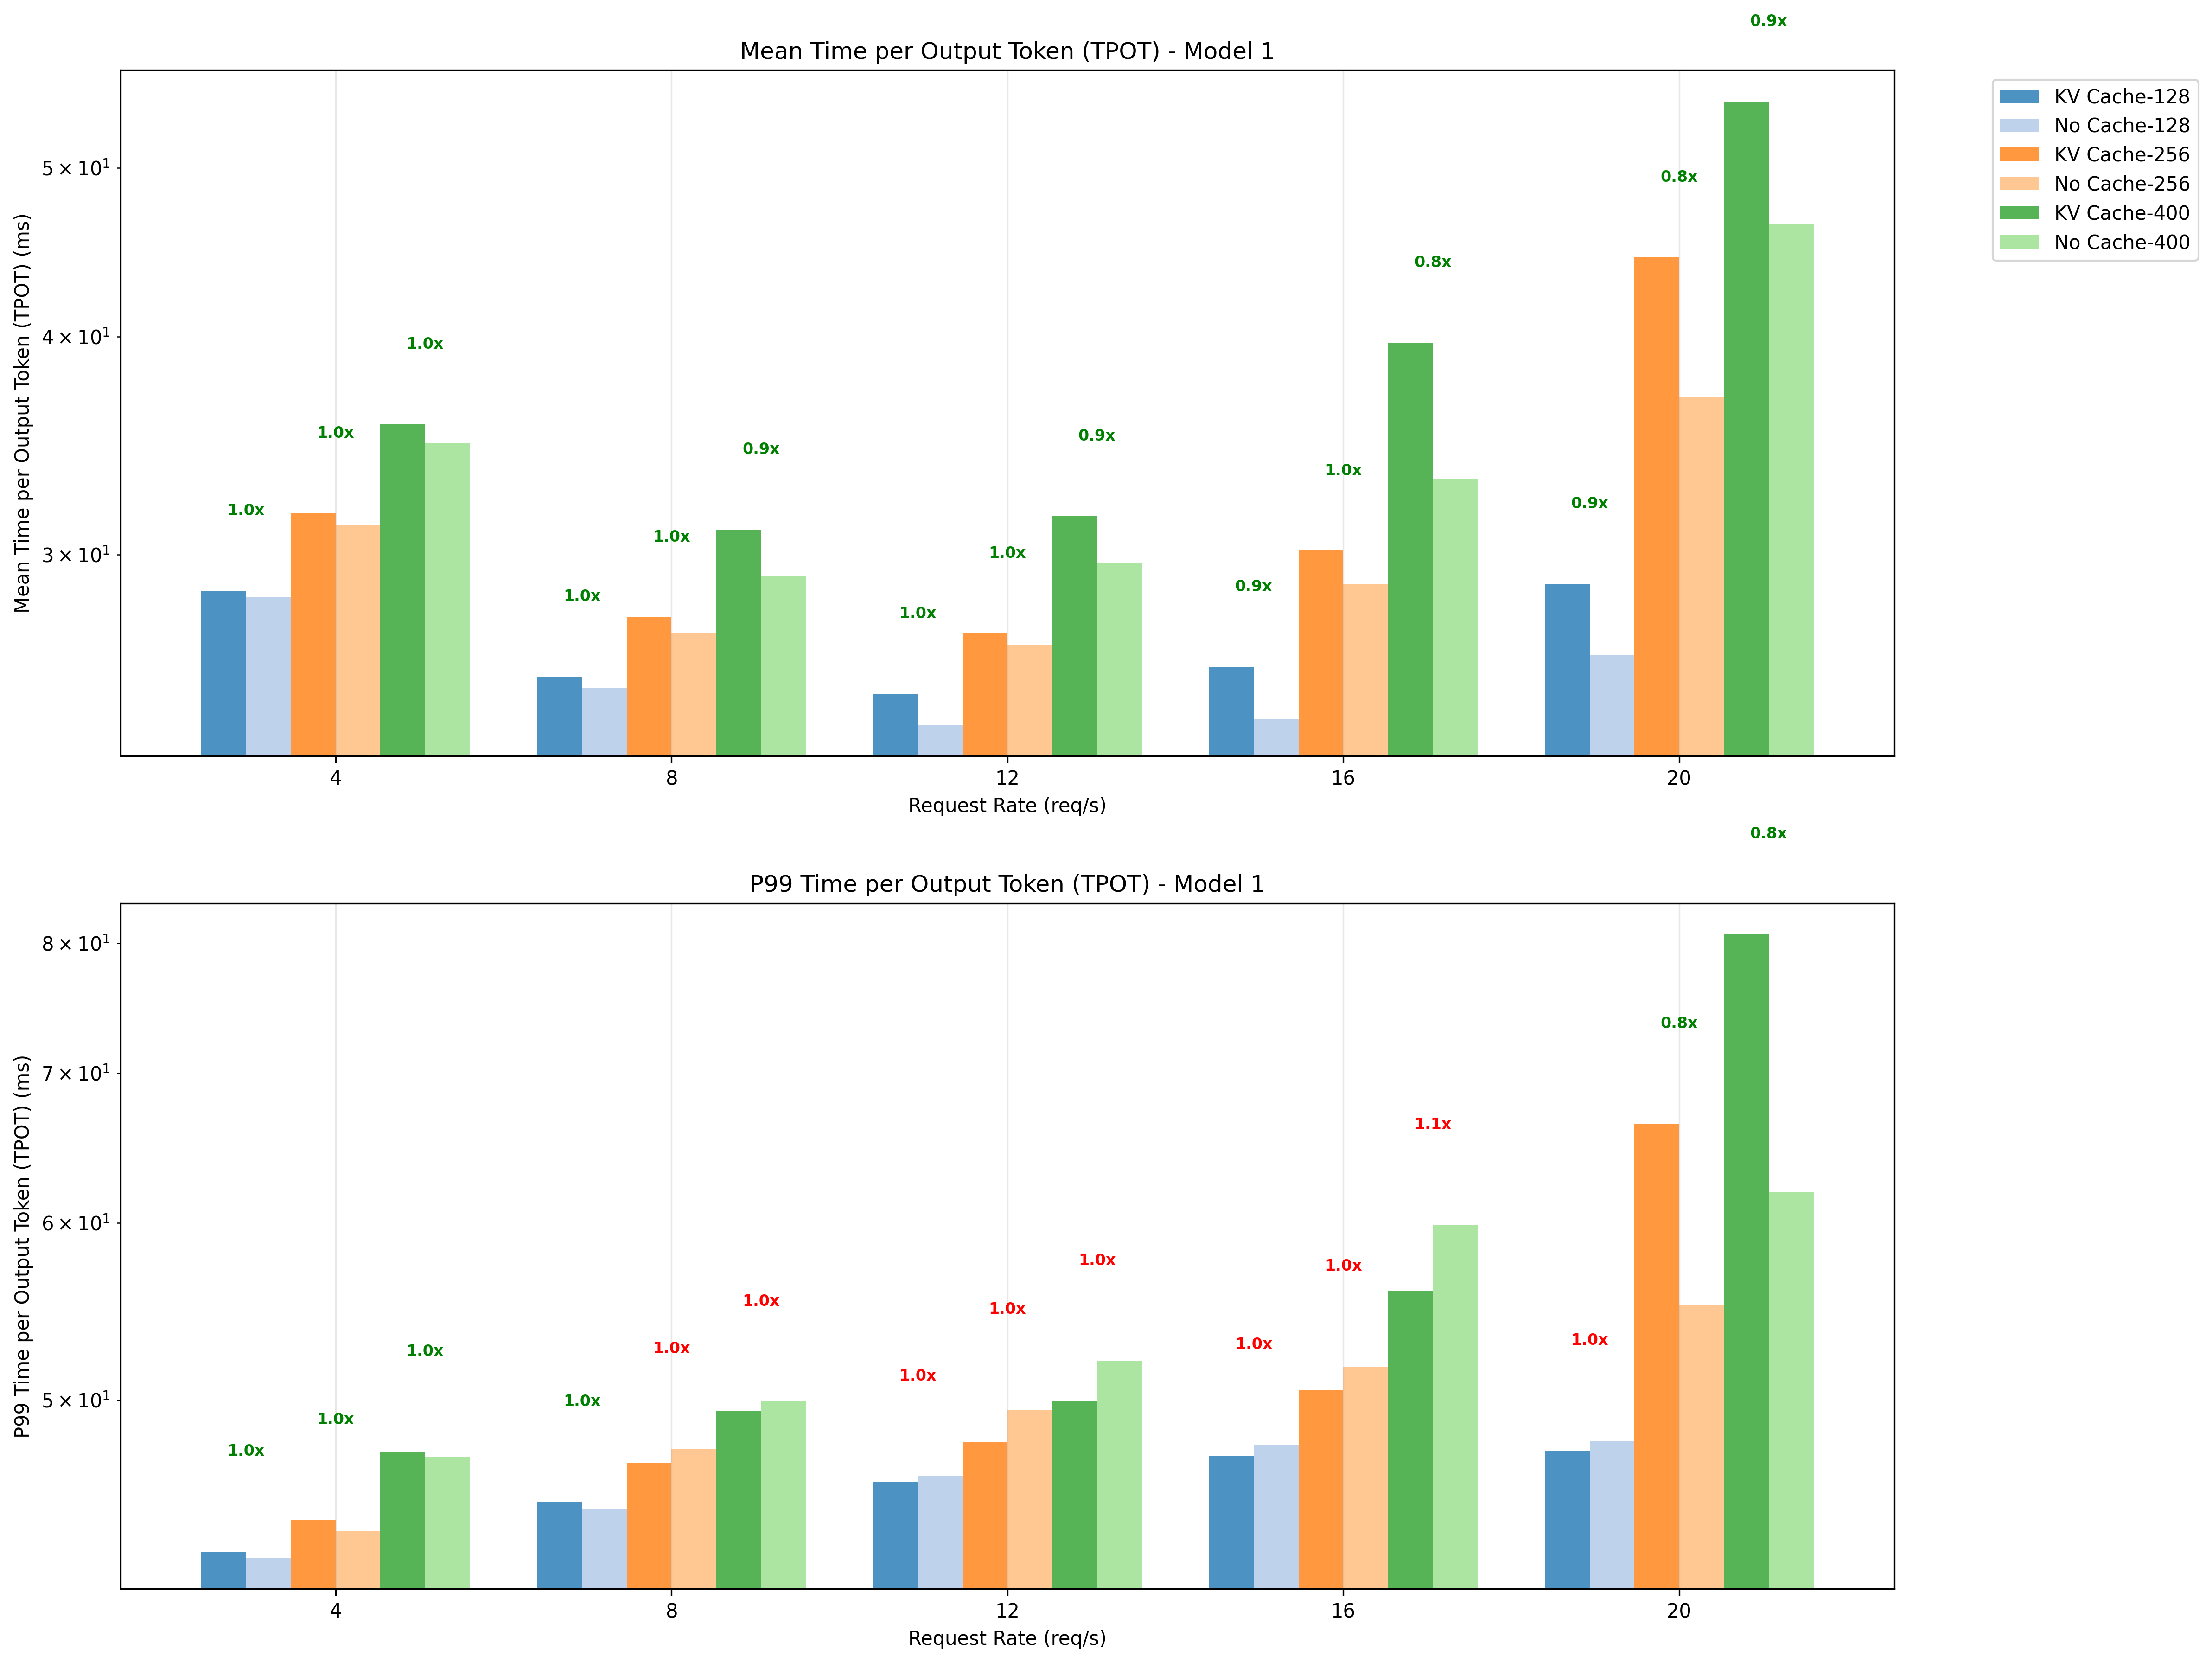 0.9x
Mean Time per Output Token (TPOT) - Model 1
KV Cache-128
No Cache-128
KV Cache-256
No Cache-256
KV Cache-400
No Cache-400
Mean Time per Output Token (TPOT) (ms)
5 × 10¹
4 × 10¹
3 × 10¹
1.0x
1.0x
1.0x
1.0x
1.0x
0.9x
1.0x
1.0x
0.9x
0.9x
1.0x
0.8x
0.9x
0.8x
4
8
12
16
20
Request Rate (req/s)
0.8x
P99 Time per Output Token (TPOT) - Model 1
P99 Time per Output Token (TPOT) (ms)
8 × 10¹
7 × 10¹
6 × 10¹
5 × 10¹
1.0x
1.0x
1.0x
1.0x
1.0x
1.0x
1.0x
1.0x
1.0x
1.0x
1.0x
1.1x
1.0x
0.8x
4
8
12
16
20
Request Rate (req/s)